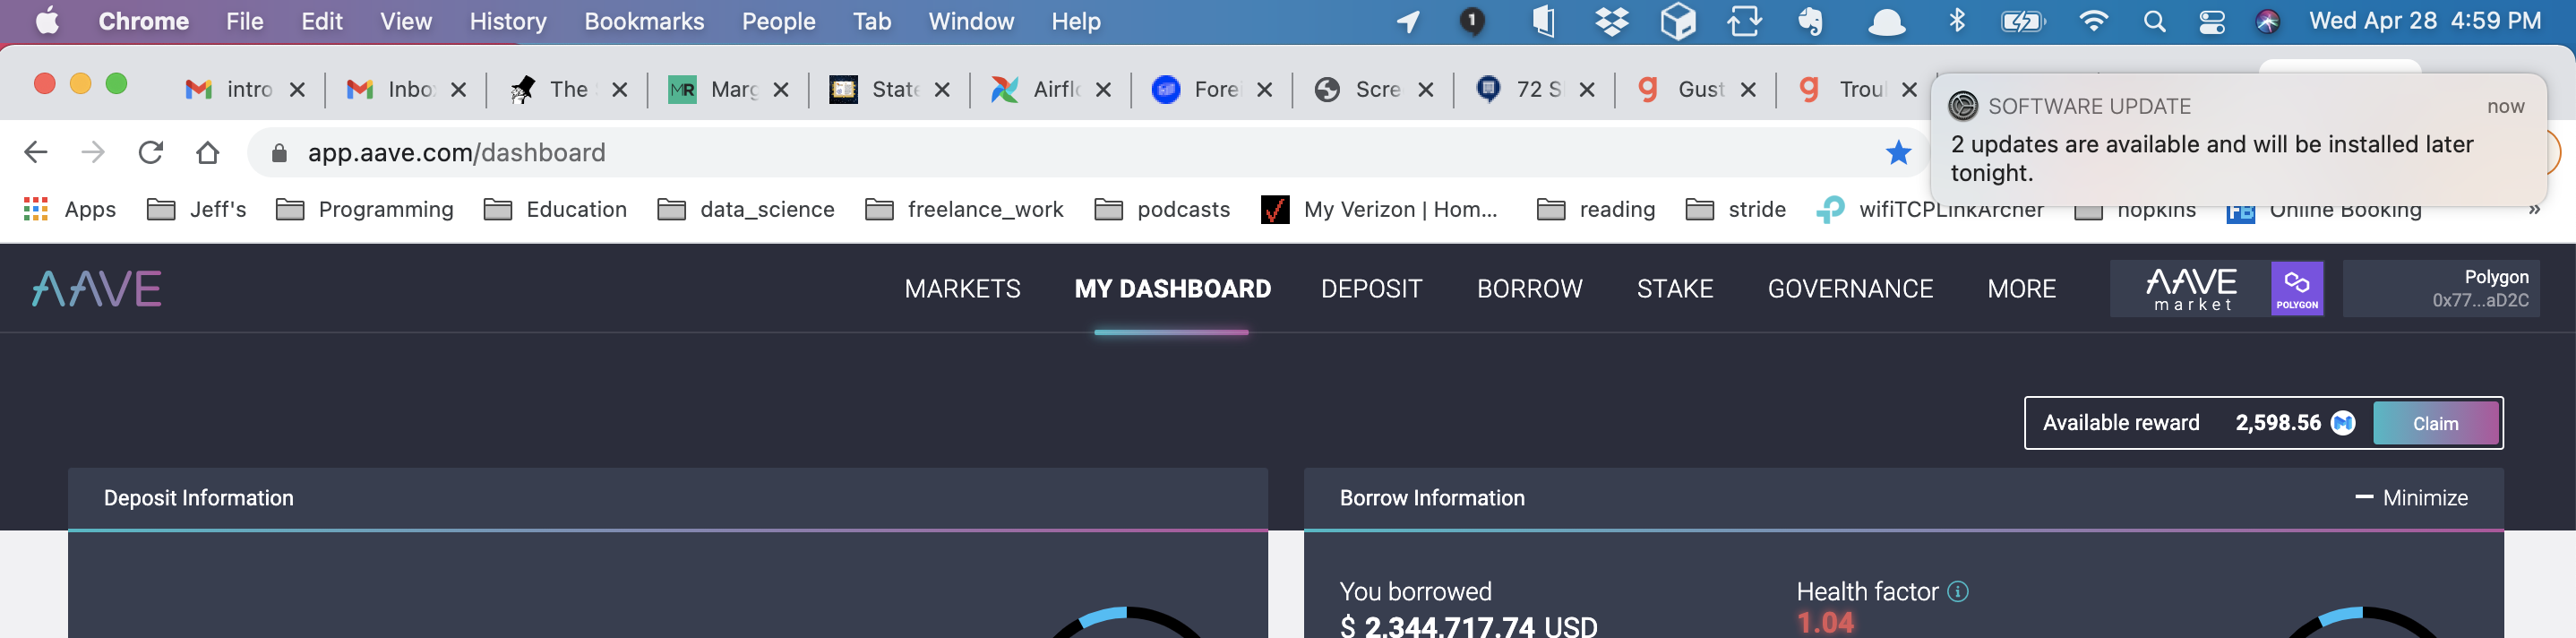 Chrome File Edit View History Bookmarks People Tab Window Help 1 Wed Apr 28 4:59 PM
intro Inbo The Marg State Airflo Forei Scre 72 S Gust Trou
SOFTWARE UPDATE now
2 updates are available and will be installed later
tonight.
app.aave.com/dashboard
Apps Jeff's Programming Education data_science freelance_work podcasts My Verizon | Hom... reading stride wifiTCPLinkArcher hopkins Online Booking »
AAVE MARKETS MY DASHBOARD DEPOSIT BORROW STAKE GOVERNANCE MORE
AAVE
market
POLYGON
Polygon
0x77...aD2C
Available reward 2,598.56 Claim
Deposit Information
Borrow Information Minimize
You borrowed
$ 2,344,717.74 USD
Health factor
1.04